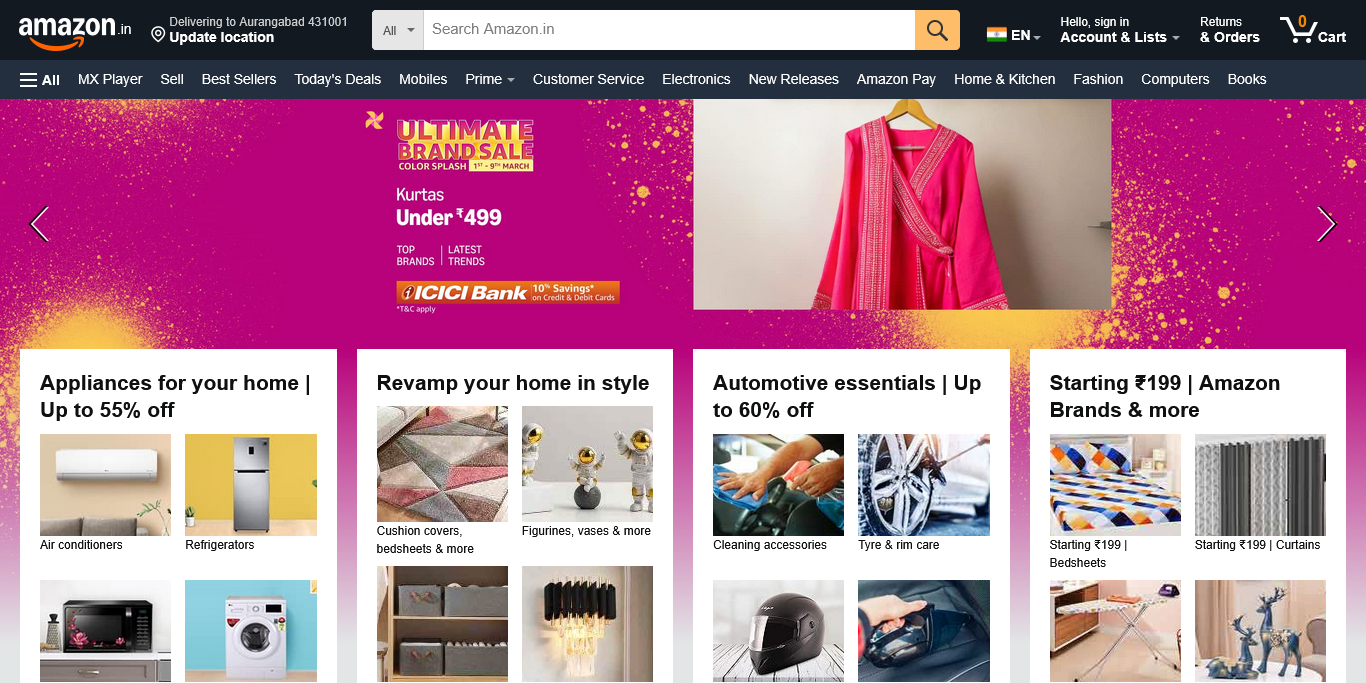 amazon.in
Delivering to Aurangabad 431001
Update location
All
Search Amazon.in
EN
Hello, sign in
Account & Lists
Returns
& Orders
0
Cart
All
MX Player
Sell
Best Sellers
Today's Deals
Mobiles
Prime
Customer Service
Electronics
New Releases
Amazon Pay
Home & Kitchen
Fashion
Computers
Books
ULTIMATE
BRAND SALE
COLOR SPLASH 1ST - 9TH MARCH
Kurtas
Under ₹499
TOP
BRANDS
LATEST
TRENDS
ICICI Bank
10% Savings*
on Credit & Debit Cards
*T&C apply
Appliances for your home |
Up to 55% off
Air conditioners
Refrigerators
Revamp your home in style
Cushion covers,
bedsheets & more
Figurines, vases & more
Automotive essentials | Up
to 60% off
Cleaning accessories
Tyre & rim care
Starting ₹199 | Amazon
Brands & more
Starting ₹199 |
Bedsheets
Starting ₹199 | Curtains